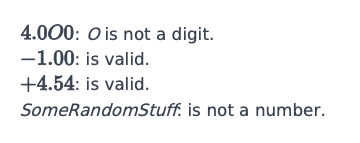 4.0O0: O is not a digit.
−1.00: is valid.
+4.54: is valid.
SomeRandomStuff: is not a number.